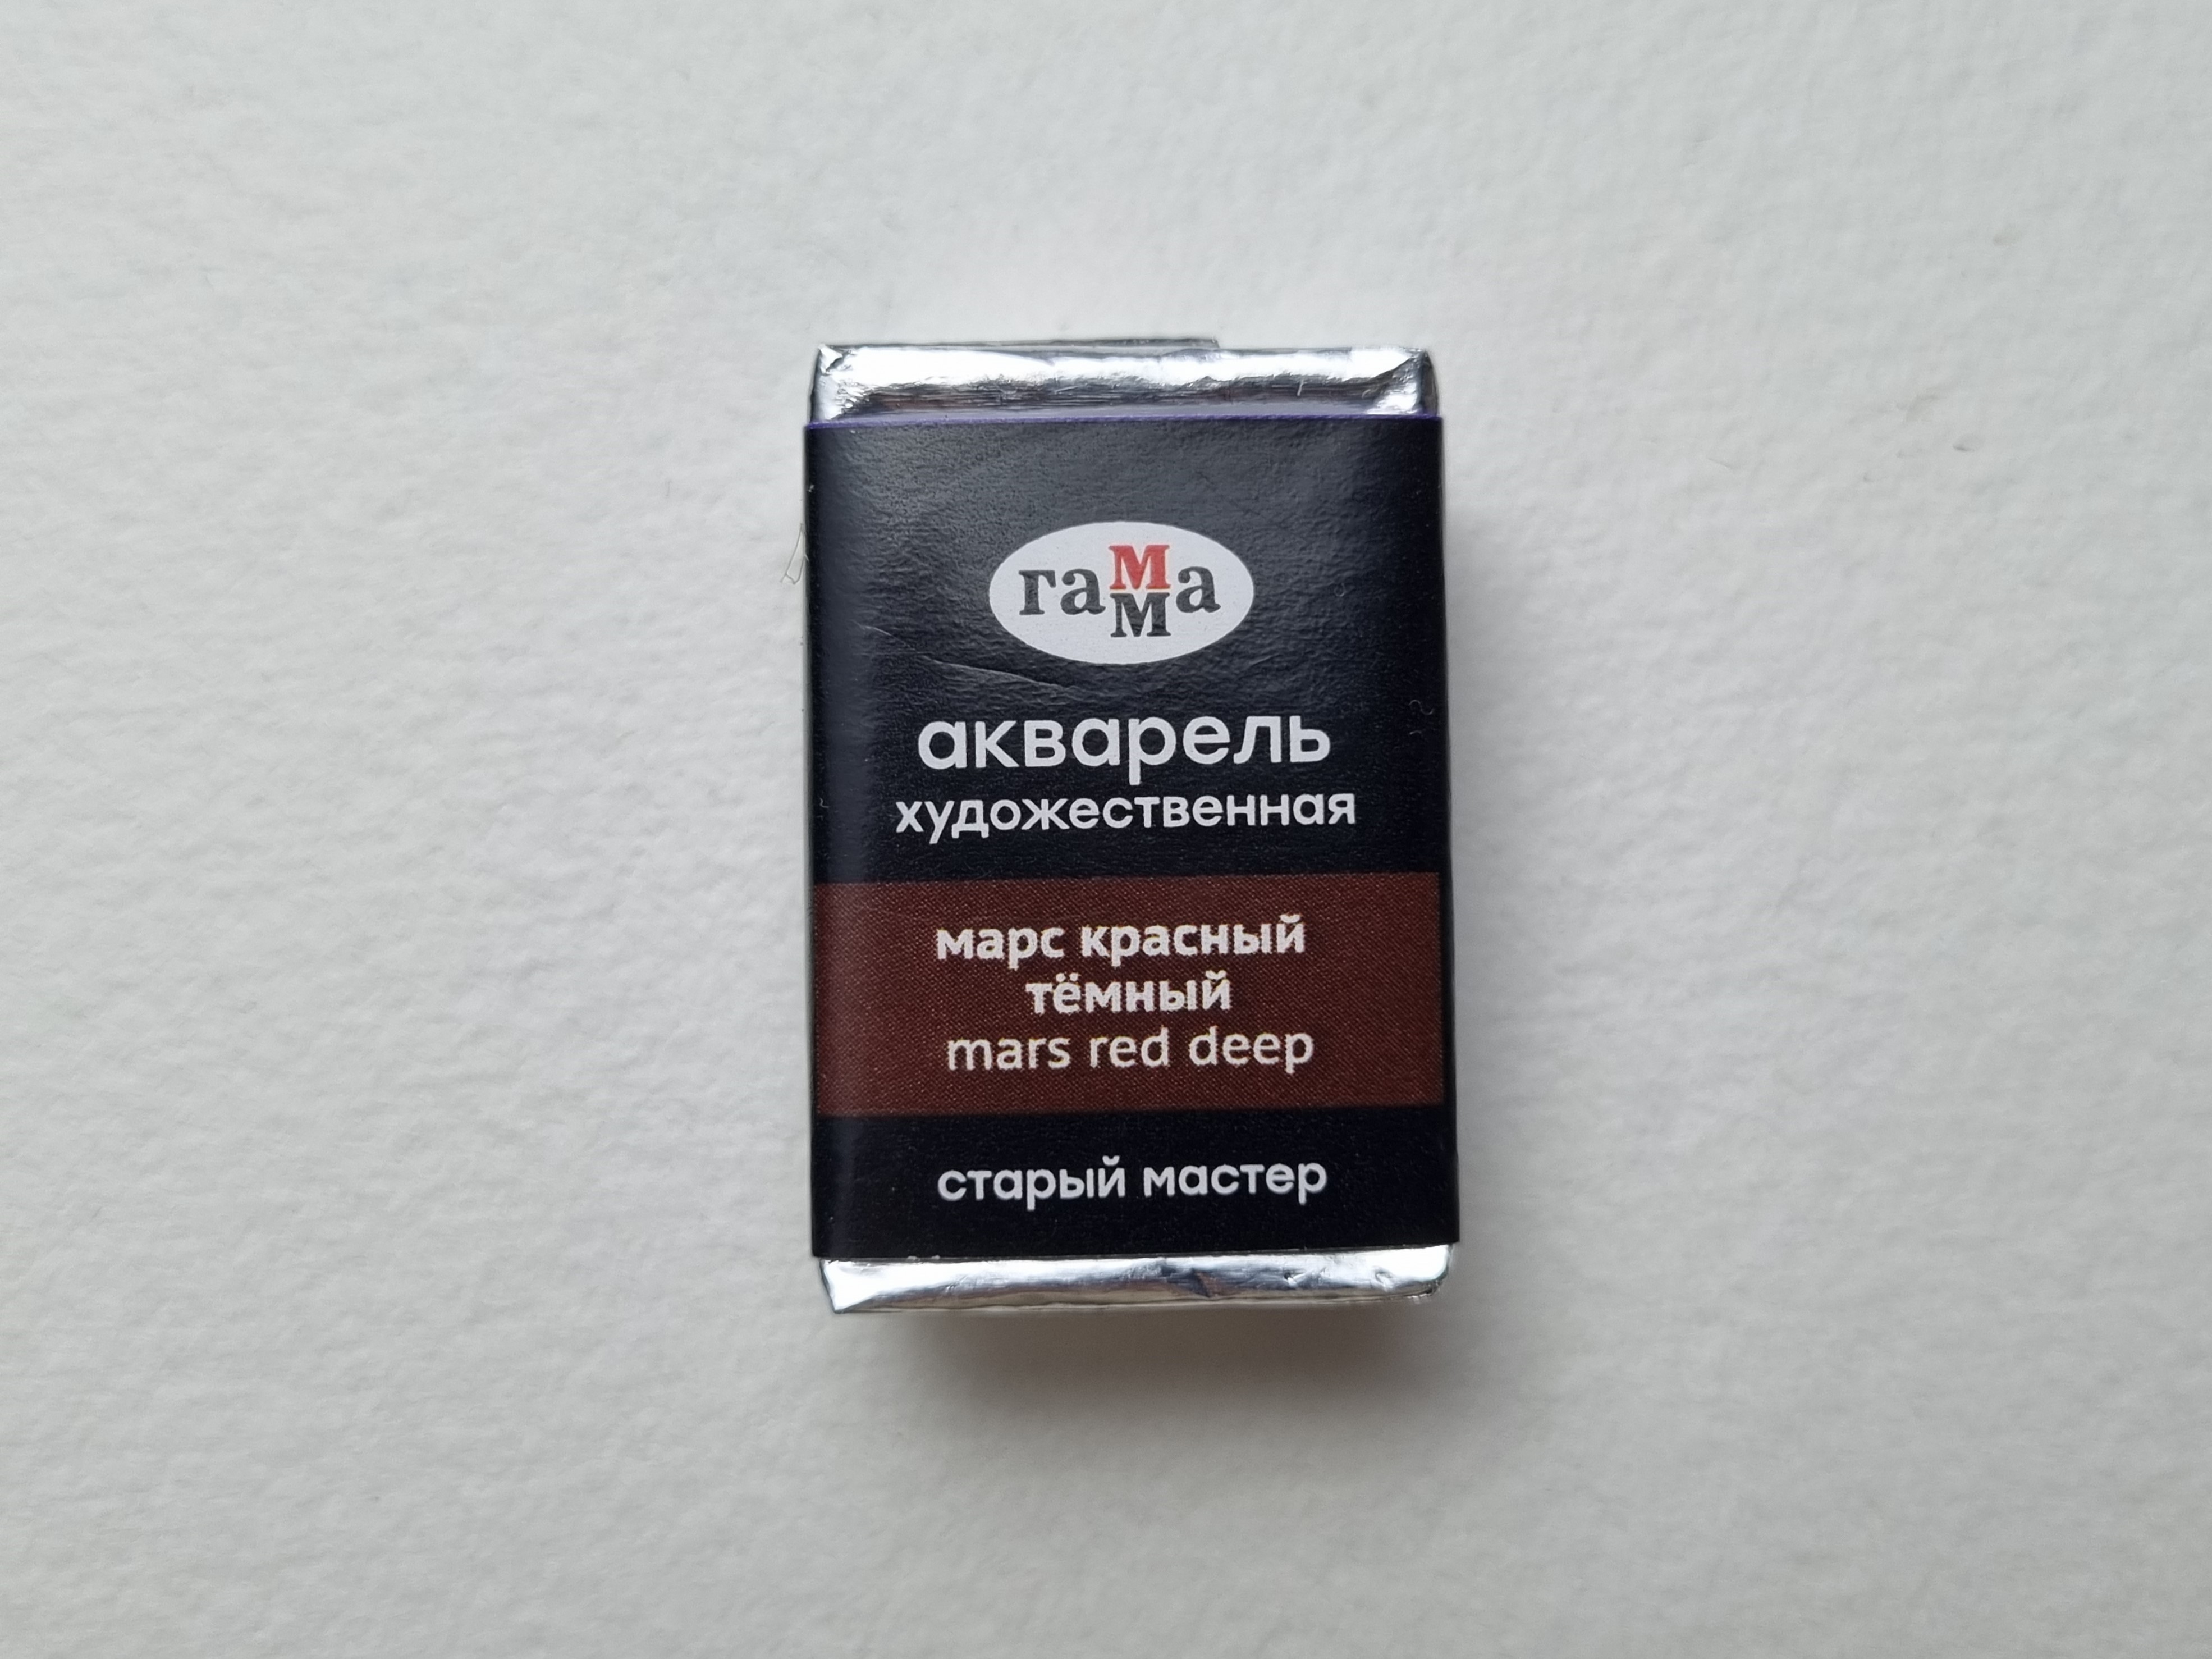 гамма
акварель
художественная
марс красный
тёмный
mars red deep
старый мастер